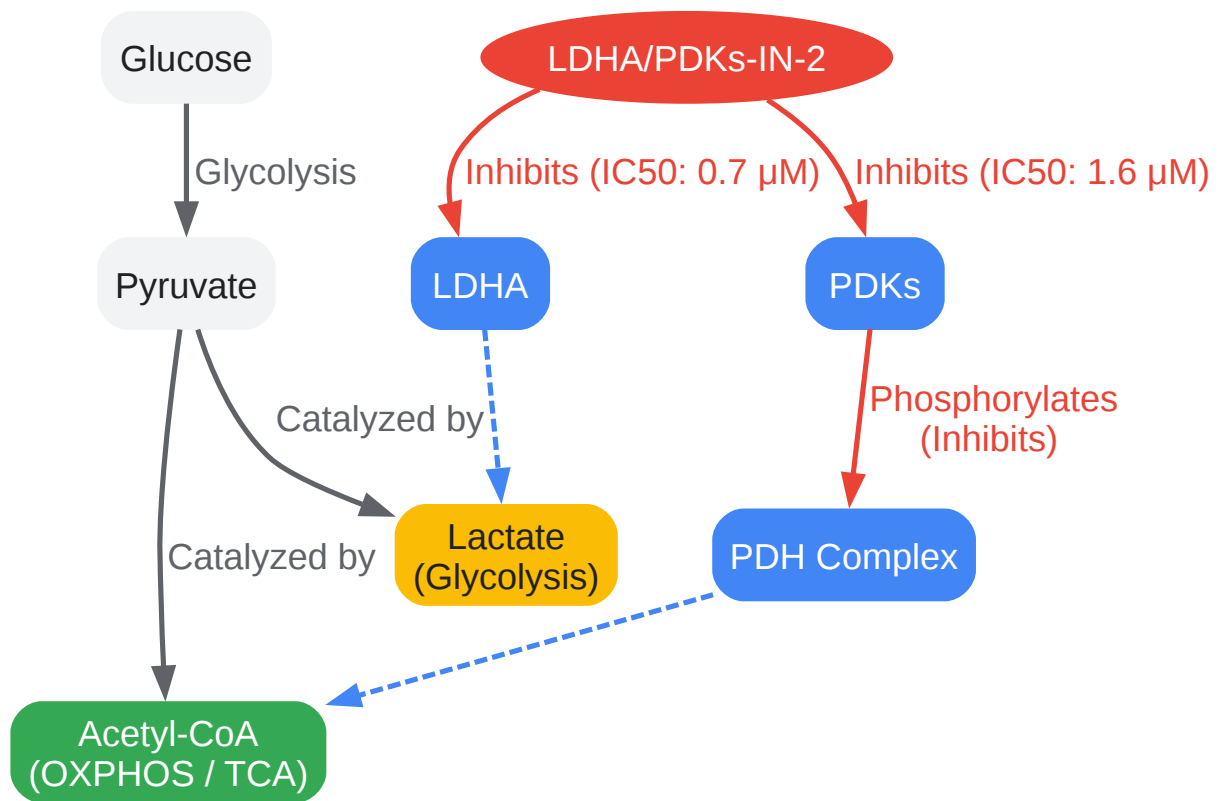 Glucose
LDHA/PDKs-IN-2
Glycolysis
Inhibits (IC50: 0.7 μM)
Inhibits (IC50: 1.6 μM)
Pyruvate
LDHA
PDKs
Catalyzed by
Phosphorylates
(Inhibits)
Catalyzed by
Lactate
(Glycolysis)
PDH Complex
Acetyl-CoA
(OXPHOS / TCA)